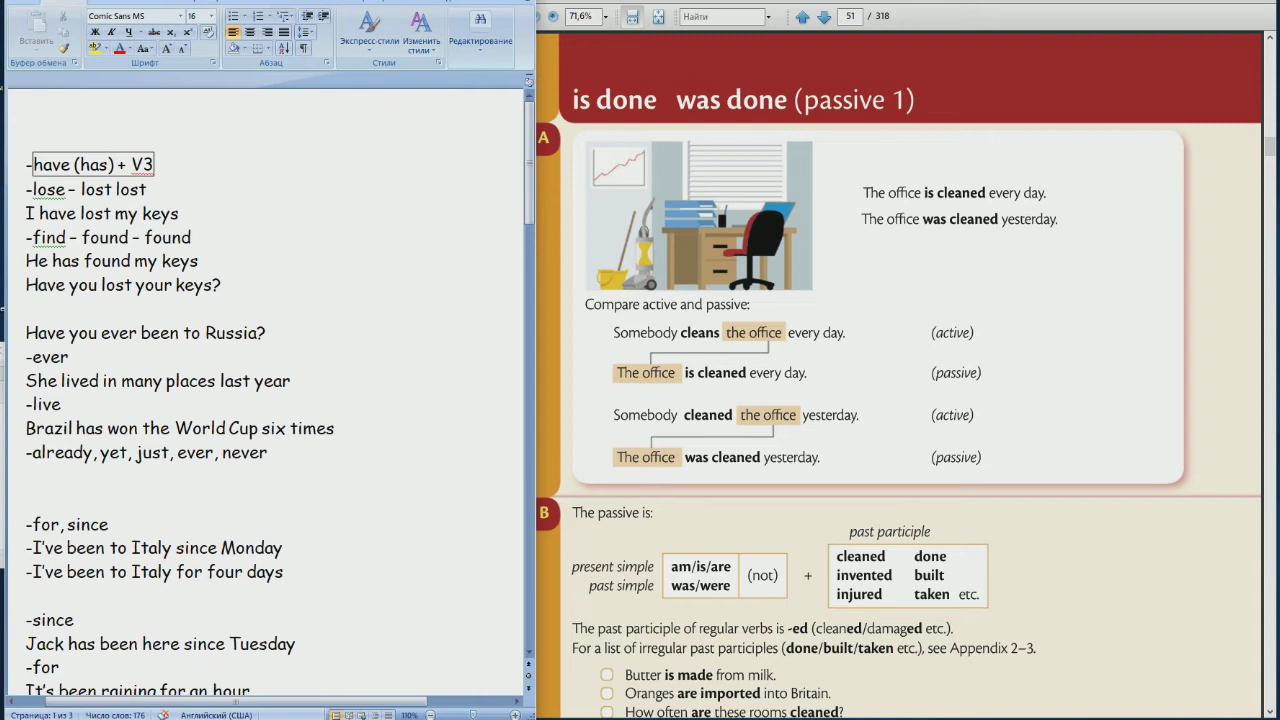 Comic Sans MS
16
Вставить
Ж К Ч abc x₂ x²
Aa A A
Экспресс-стили
Изменить стили
Редактирование
Буфер обмена
Шрифт
Абзац
Стили
-have (has) + V3
-lose – lost lost
I have lost my keys
-find – found – found
He has found my keys
Have you lost your keys?
Have you ever been to Russia?
-ever
She lived in many places last year
-live
Brazil has won the World Cup six times
-already, yet, just, ever, never
-for, since
-I've been to Italy since Monday
-I've been to Italy for four days
-since
Jack has been here since Tuesday
-for
It's been raining for an hour
Страница: 1 из 3
Число слов: 176
Английский (США)
110%
71,6%
Найти
51 / 318
is done was done (passive 1)
A
The office is cleaned every day.
The office was cleaned yesterday.
Compare active and passive:
Somebody cleans the office every day. (active)
The office is cleaned every day. (passive)
Somebody cleaned the office yesterday. (active)
The office was cleaned yesterday. (passive)
B
The passive is:
past participle
present simple am/is/are
past simple was/were
(not) +
cleaned done
invented built
injured taken etc.
The past participle of regular verbs is -ed (cleaned/damaged etc.).
For a list of irregular past participles (done/built/taken etc.), see Appendix 2–3.
Butter is made from milk.
Oranges are imported into Britain.
How often are these rooms cleaned?